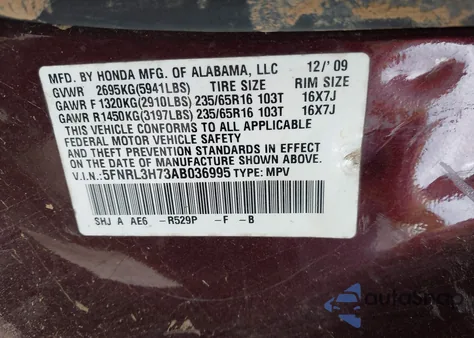 MFD. BY HONDA MFG. OF ALABAMA, LLC 12/'09
GVWR 2695KG(5941LBS) TIRE SIZE RIM SIZE
GAWR F 1320KG(2910LBS) 235/65R16 103T 16X7J
GAWR R 1450KG(3197LBS) 235/65R16 103T 16X7J
THIS VEHICLE CONFORMS TO ALL APPLICABLE
FEDERAL MOTOR VEHICLE SAFETY
AND THEFT PREVENTION STANDARDS IN EFFECT
ON THE DATE OF MANUFACTURE SHOWN ABOVE.
V.I.N.: 5FNRL3H73AB036995 TYPE: MPV
SHJ A AE6 -R529P -F -B
autoSnap